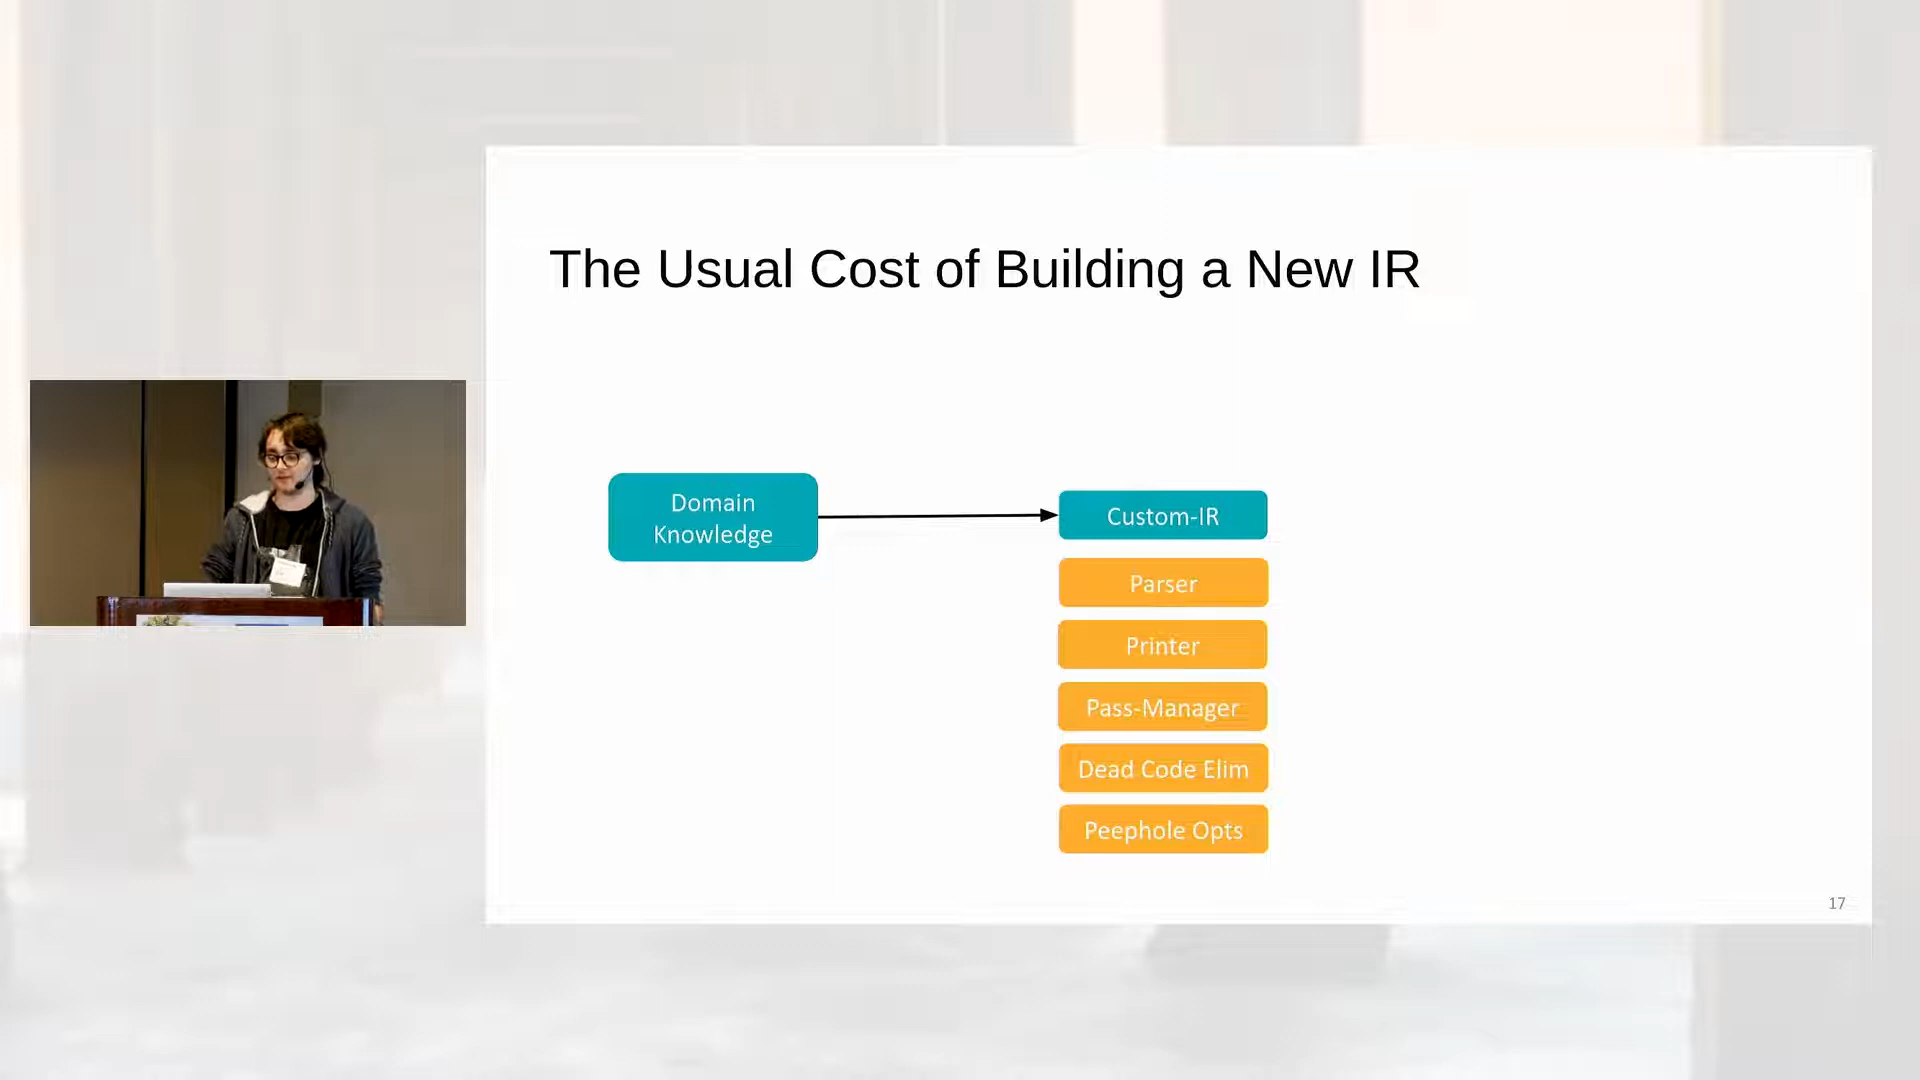 The Usual Cost of Building a New IR
Domain
Knowledge
Custom-IR
Parser
Printer
Pass-Manager
Dead Code Elim
Peephole Opts
17